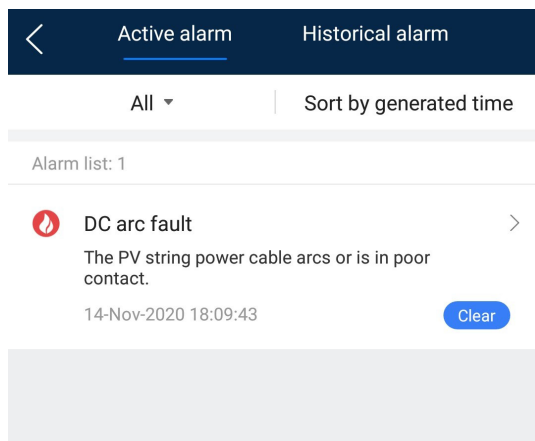 Active alarm Historical alarm
All Sort by generated time
Alarm list: 1
DC arc fault
The PV string power cable arcs or is in poor
contact.
14-Nov-2020 18:09:43 Clear